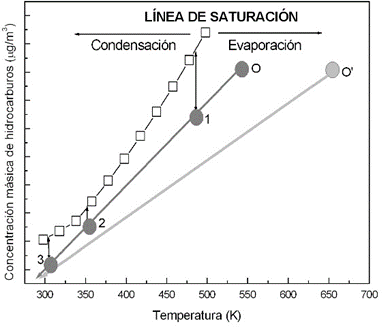 LÍNEA DE SATURACIÓN
Condensación
Evaporación
O
O'
1
2
3
Concentración másica de hidrocarburos (μg/m³)
300 350 400 450 500 550 600 650 700
Temperatura (K)